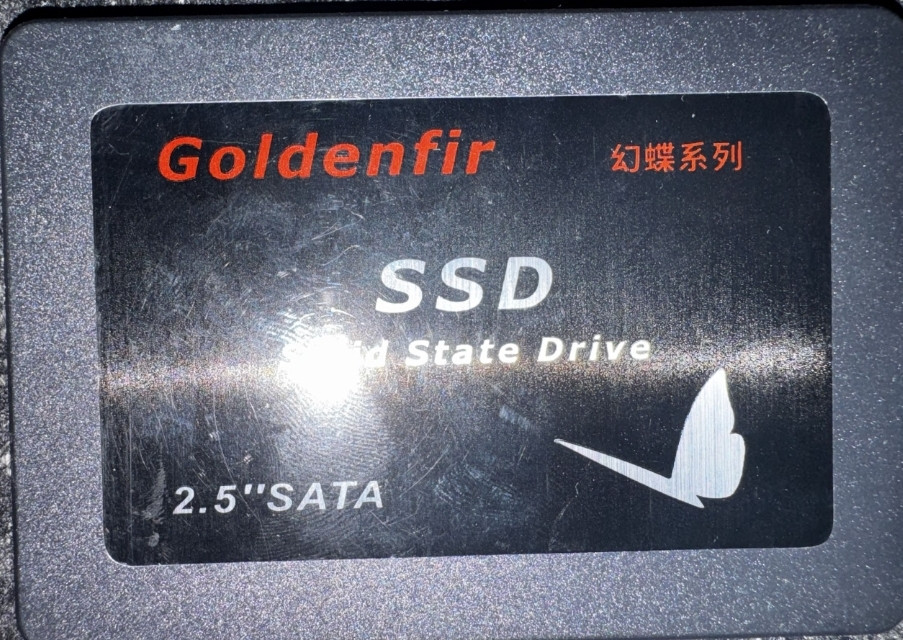 Goldenfir 幻蝶系列
SSD
State Drive
2.5''SATA